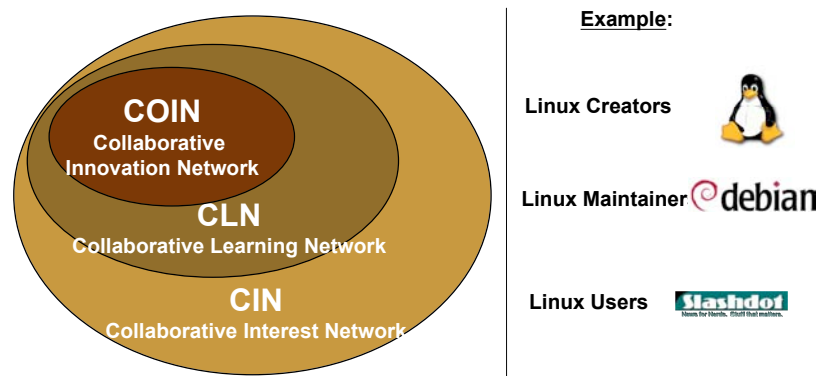 COIN
Collaborative
Innovation Network
CLN
Collaborative Learning Network
CIN
Collaborative Interest Network
Example:
Linux Creators
Linux Maintainer
debian
Linux Users
Slashdot
News for Nerds. Stuff that matters.